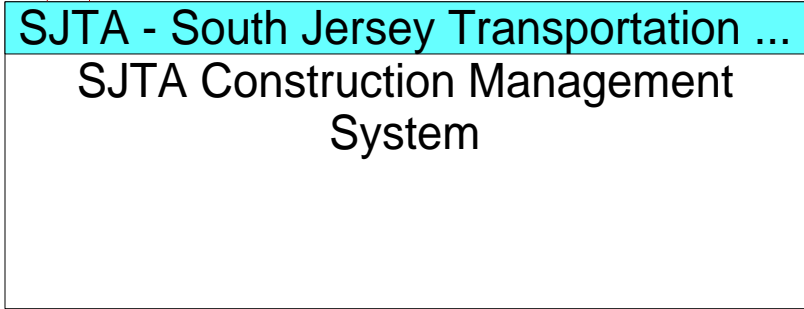 SJTA - South Jersey Transportation ...
SJTA Construction Management
System